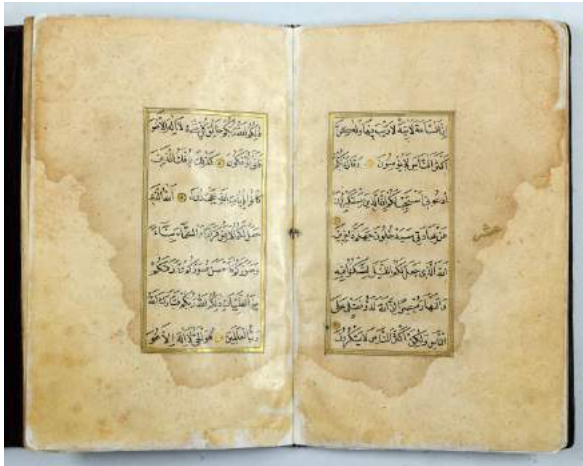 إن الساعة لآتية لا ريب فيها ولكن
أكثر الناس لا يؤمنون وقال ربكم
ادعوني أستجب لكم إن الذين يستكبرون
عن عبادتي سيدخلون جهنم داخرين
عشر
الله الذي جعل لكم الليل لتسكنوا فيه
والنهار مبصرا إن الله لذو فضل على
الناس ولكن أكثر الناس لا يشكرون
ذلكم الله ربكم خالق كل شيء لا إله إلا هو
فأنى تؤفكون كذلك يؤفك الذين
كانوا بآيات الله يجحدون الله الذي
جعل لكم الأرض قرارا والسماء بناء
وصوركم فأحسن صوركم ورزقكم
من الطيبات ذلكم الله ربكم فتبارك الله
رب العلمين هو الحي لا إله إلا هو